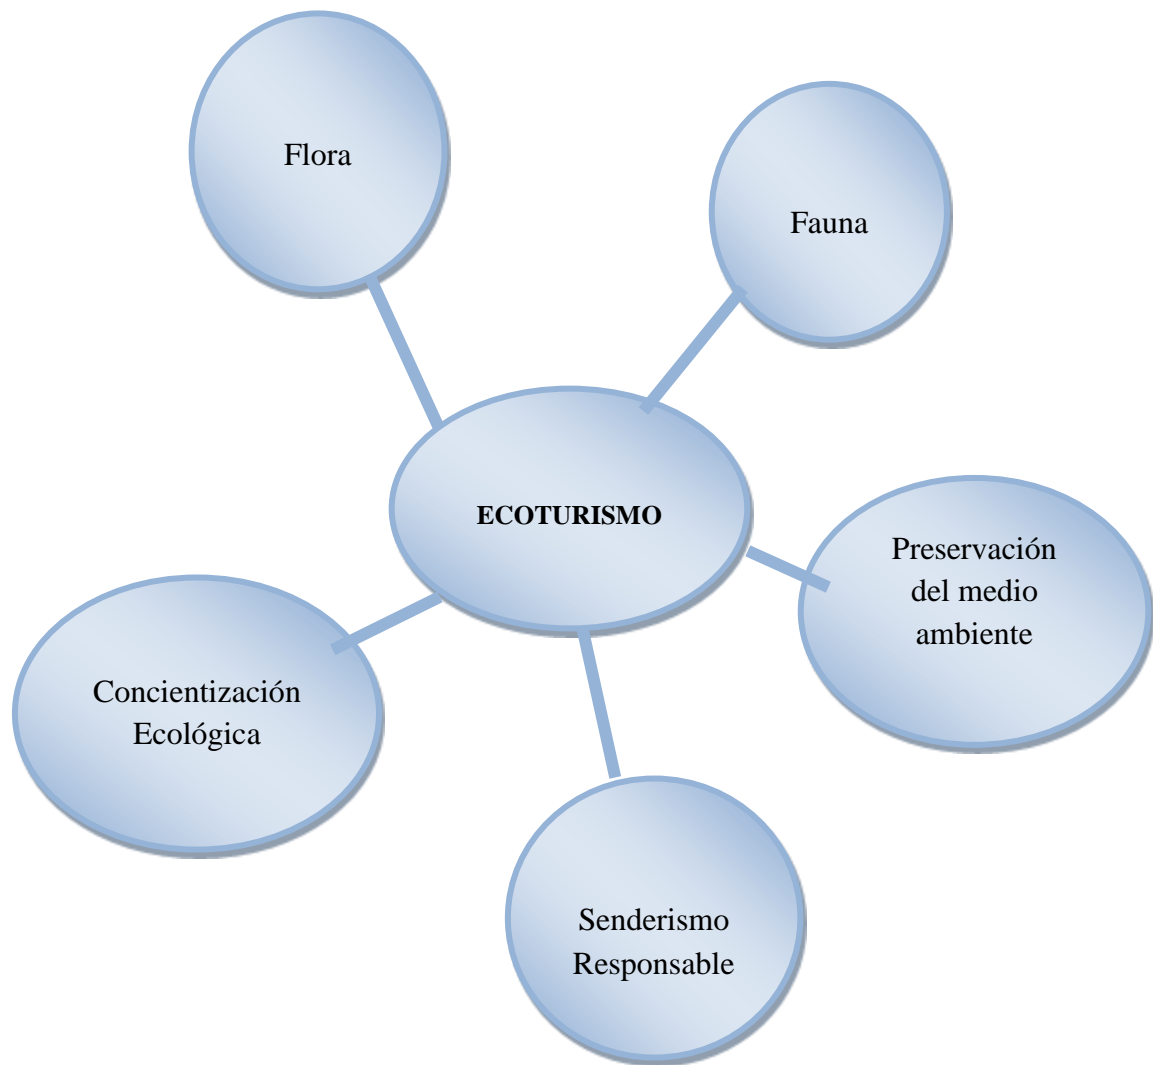 Flora
Fauna
ECOTURISMO
Preservación
del medio
ambiente
Concientización
Ecológica
Senderismo
Responsable